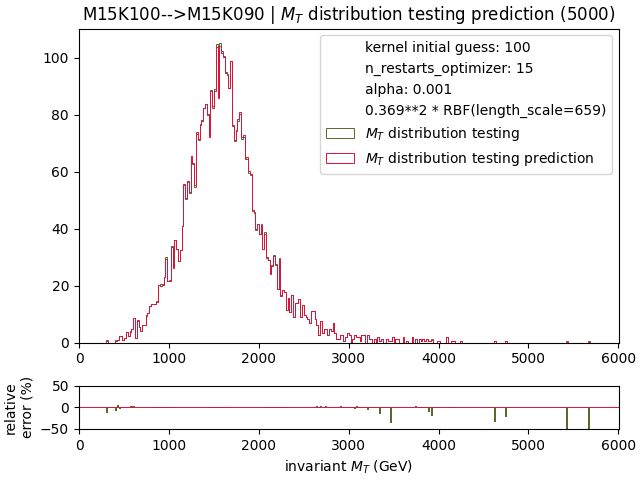 M15K100-->M15K090 | M_T distribution testing prediction (5000)
kernel initial guess: 100
n_restarts_optimizer: 15
alpha: 0.001
0.369**2 * RBF(length_scale=659)
M_T distribution testing
M_T distribution testing prediction
100
80
60
40
20
0
0 1000 2000 3000 4000 5000 6000
relative
error (%)
50
0
−50
0 1000 2000 3000 4000 5000 6000
invariant M_T (GeV)